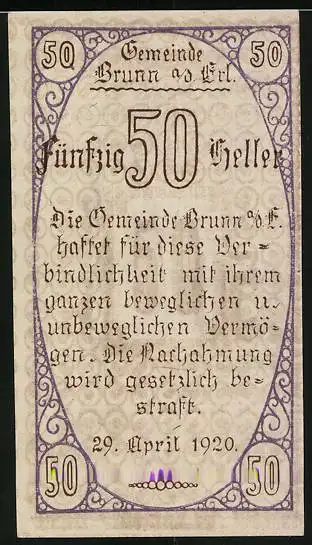 50 Gemeinde 50
Brunn a/d Erl.
Fünfzig 50 Heller
Die Gemeinde Brunn a/d E.
haftet für diese Ver=
bindlichkeit mit ihrem
ganzen beweglichen u.
unbeweglichen Vermö=
gen. Die Nachahmung
wird gesetzlich be=
straft.
29. April 1920.
50 50